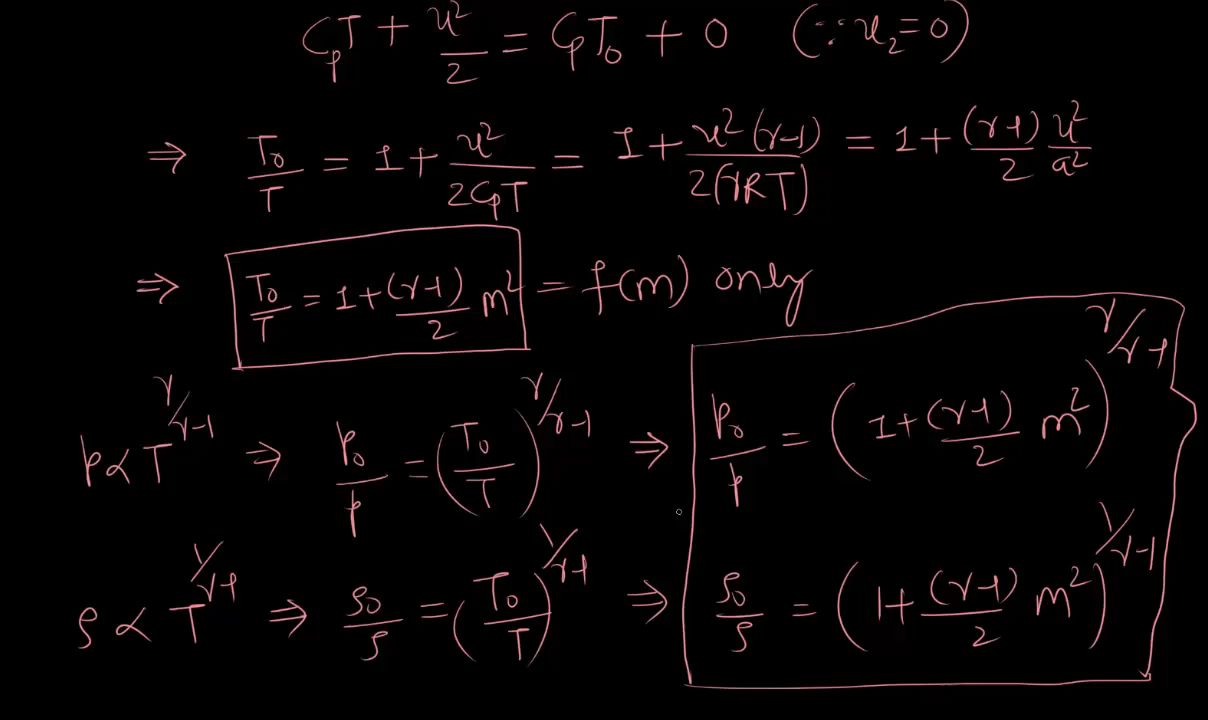 CpT + u²/2 = CpT₀ + 0 (∵ u₂ = 0)
⇒ T₀/T = 1 + u²/2CpT = 1 + u²(γ-1)/2(γRT) = 1 + (γ-1)/2 u²/a²
⇒ T₀/T = 1 + (γ-1)/2 m² = f(m) only
p ∝ T^γ/γ-1 ⇒ p₀/p = (T₀/T)^γ/γ-1 ⇒ p₀/p = (1 + (γ-1)/2 m²)^γ/γ-1
ρ ∝ T^1/γ-1 ⇒ ρ₀/ρ = (T₀/T)^1/γ-1 ⇒ ρ₀/ρ = (1 + (γ-1)/2 m²)^1/γ-1